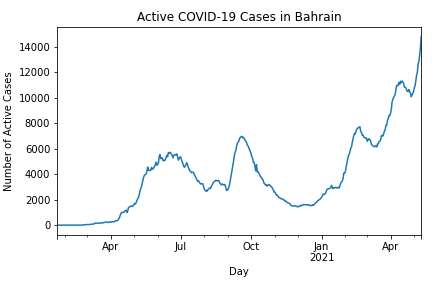 Active COVID-19 Cases in Bahrain
Number of Active Cases
14000
12000
10000
8000
6000
4000
2000
0
Apr
Jul
Oct
Jan
2021
Apr
Day